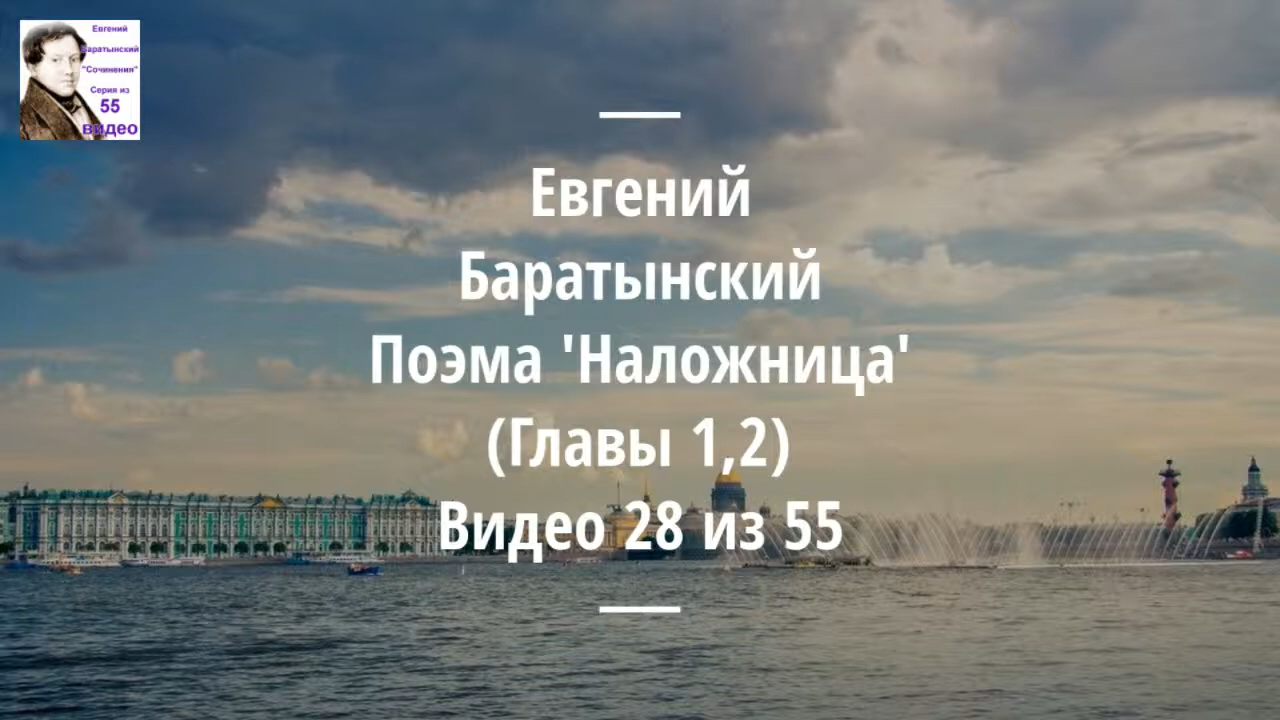 Евгений
Баратынский
"Сочинения"
Серия из
55
видео
Евгений
Баратынский
Поэма 'Наложница'
(Главы 1,2)
Видео 28 из 55